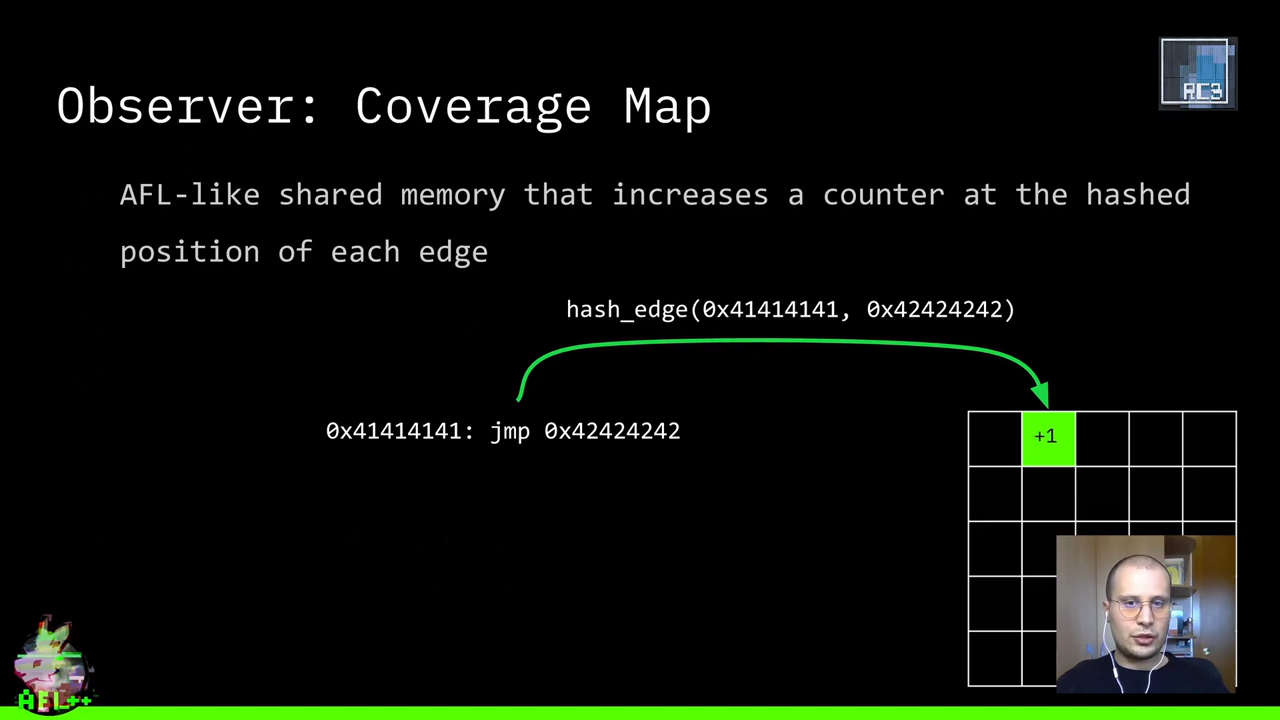 RC3
Observer: Coverage Map
AFL-like shared memory that increases a counter at the hashed
position of each edge
hash_edge(0x41414141, 0x42424242)
0x41414141: jmp 0x42424242
+1
AFL++